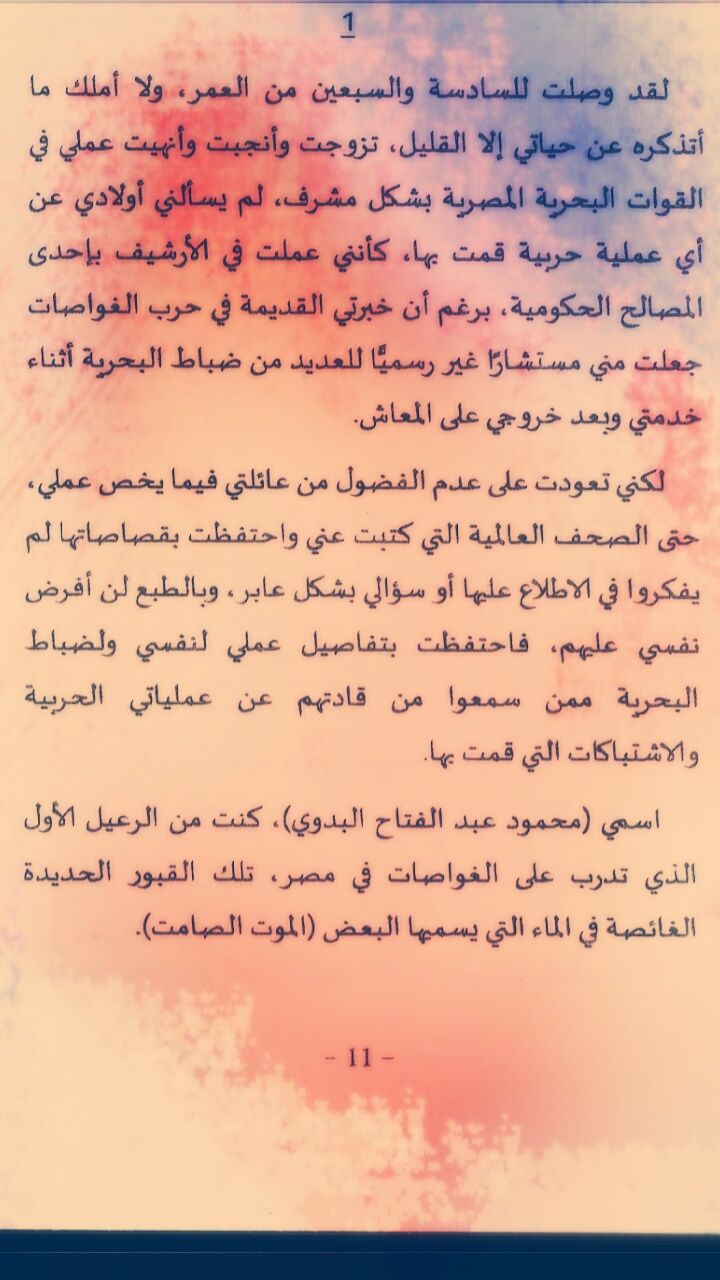 1
لقد وصلت للسادسة والسبعين من العمر، ولا أملك ما
أتذكره عن حياتي إلا القليل، تزوجت وأنجبت وأنهيت عملي في
القوات البحرية المصرية بشكل مشرف، لم يسألني أولادي عن
أي عملية حربية قمت بها، كأنني عملت في الأرشيف بإحدى
المصالح الحكومية، برغم أن خبرتي القديمة في حرب الغواصات
جعلت مني مستشارًا غير رسميًّا للعديد من ضباط البحرية أثناء
خدمتي وبعد خروجي على المعاش.
لكني تعودت على عدم الفضول من عائلتي فيما يخص عملي،
حتى الصحف العالمية التي كتبت عني واحتفظت بقصاصاتها لم
يفكروا في الاطلاع عليها أو سؤالي بشكل عابر، وبالطبع لن أفرض
نفسي عليهم، فاحتفظت بتفاصيل عملي لنفسي ولضباط
البحرية ممن سمعوا من قادتهم عن عملياتي الحربية
والاشتباكات التي قمت بها.
اسمي (محمود عبد الفتاح البدوي)، كنت من الرعيل الأول
الذي تدرب على الغواصات في مصر، تلك القبور الحديدة
الغائصة في الماء التي يسميها البعض (الموت الصامت).
- 11 -